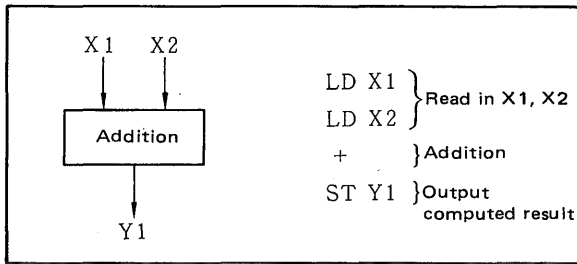 X1 X2
Addition
Y1
LD X1
LD X2
} Read in X1, X2
+ } Addition
ST Y1 } Output
computed result